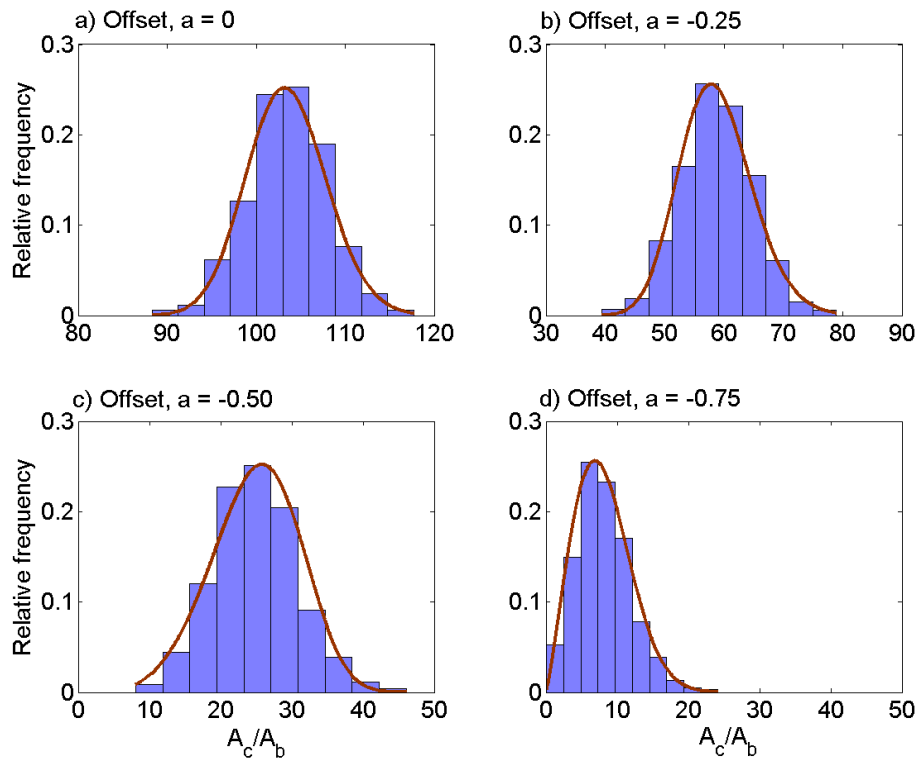 a) Offset, a = 0
b) Offset, a = -0.25
0.3
0.2
0.1
0
Relative frequency
80 90 100 110 120
0.3
0.2
0.1
0
30 40 50 60 70 80 90
c) Offset, a = -0.50
d) Offset, a = -0.75
0.3
0.2
0.1
0
Relative frequency
0 10 20 30 40 50
A_c/A_b
0.3
0.2
0.1
0
0 10 20 30 40 50
A_c/A_b